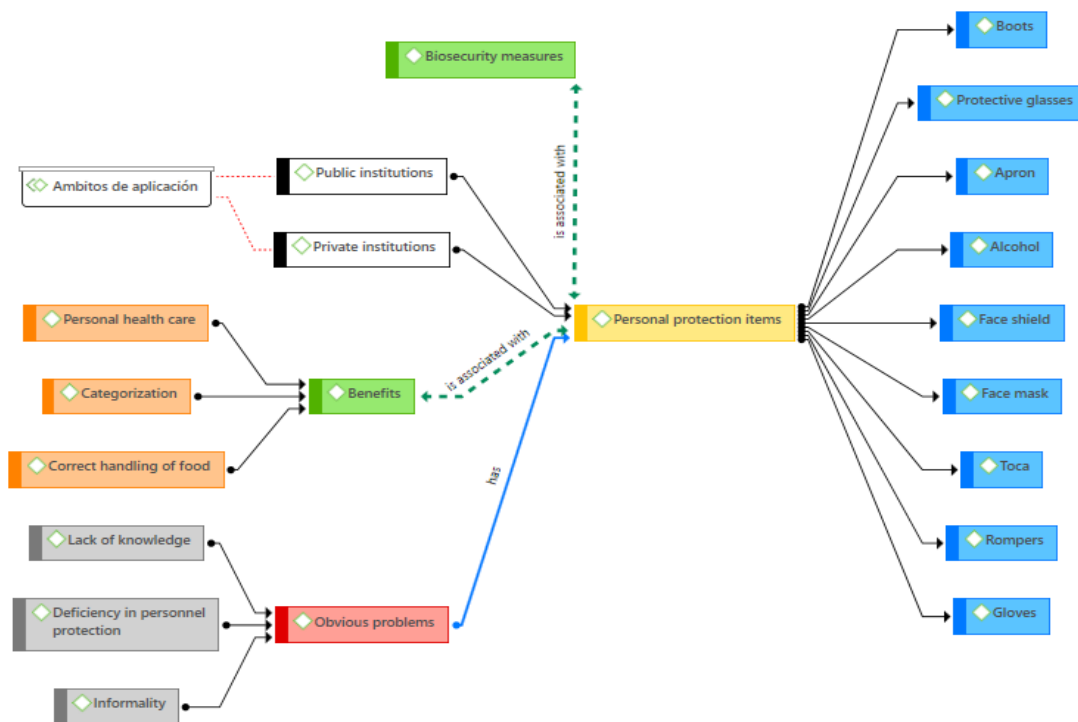 Boots
Biosecurity measures
Protective glasses
is associated with
Public institutions
Apron
Ambitos de aplicación
Private institutions
Alcohol
Personal health care
Personal protection items
Face shield
is associated with
Categorization
Benefits
Face mask
Correct handling of food
has
Toca
Lack of knowledge
Rompers
Deficiency in personnel
protection
Obvious problems
Gloves
Informality